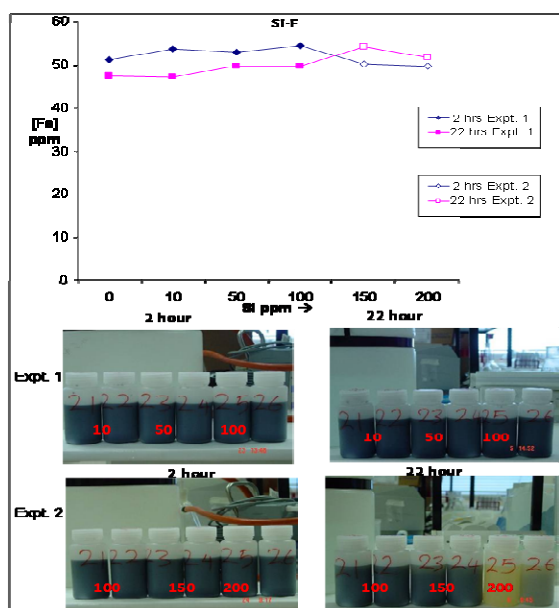 SI-F
60
50
40
30
20
10
0
[Fe]
ppm
0 10 50 100 150 200
SI ppm →
2 hrs Expt. 1
22 hrs Expt. 1
2 hrs Expt. 2
22 hrs Expt. 2
2 hour
22 hour
Expt. 1
21 22 23 24 25 26
10 50 100
21 22 23 24 25 26
10 50 100
2 hour
22 hour
Expt. 2
21 22 23 24 25 26
100 150 200
21 2 23 24 25 2
100 150 200